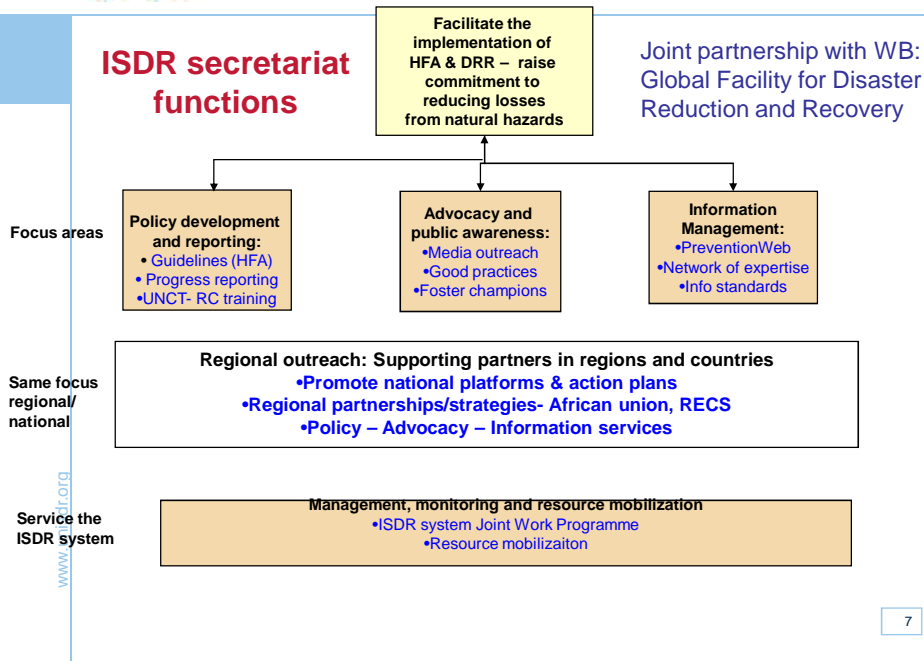 ISDR secretariat
functions
Facilitate the
implementation of
HFA & DRR – raise
commitment to
reducing losses
from natural hazards
Joint partnership with WB:
Global Facility for Disaster
Reduction and Recovery
Focus areas
Policy development
and reporting:
• Guidelines (HFA)
• Progress reporting
•UNCT- RC training
Advocacy and
public awareness:
•Media outreach
•Good practices
•Foster champions
Information
Management:
•PreventionWeb
•Network of expertise
•Info standards
Same focus
regional/
national
Regional outreach: Supporting partners in regions and countries
•Promote national platforms & action plans
•Regional partnerships/strategies- African union, RECS
•Policy – Advocacy – Information services
Service the
ISDR system
Management, monitoring and resource mobilization
•ISDR system Joint Work Programme
•Resource mobilizaiton
7